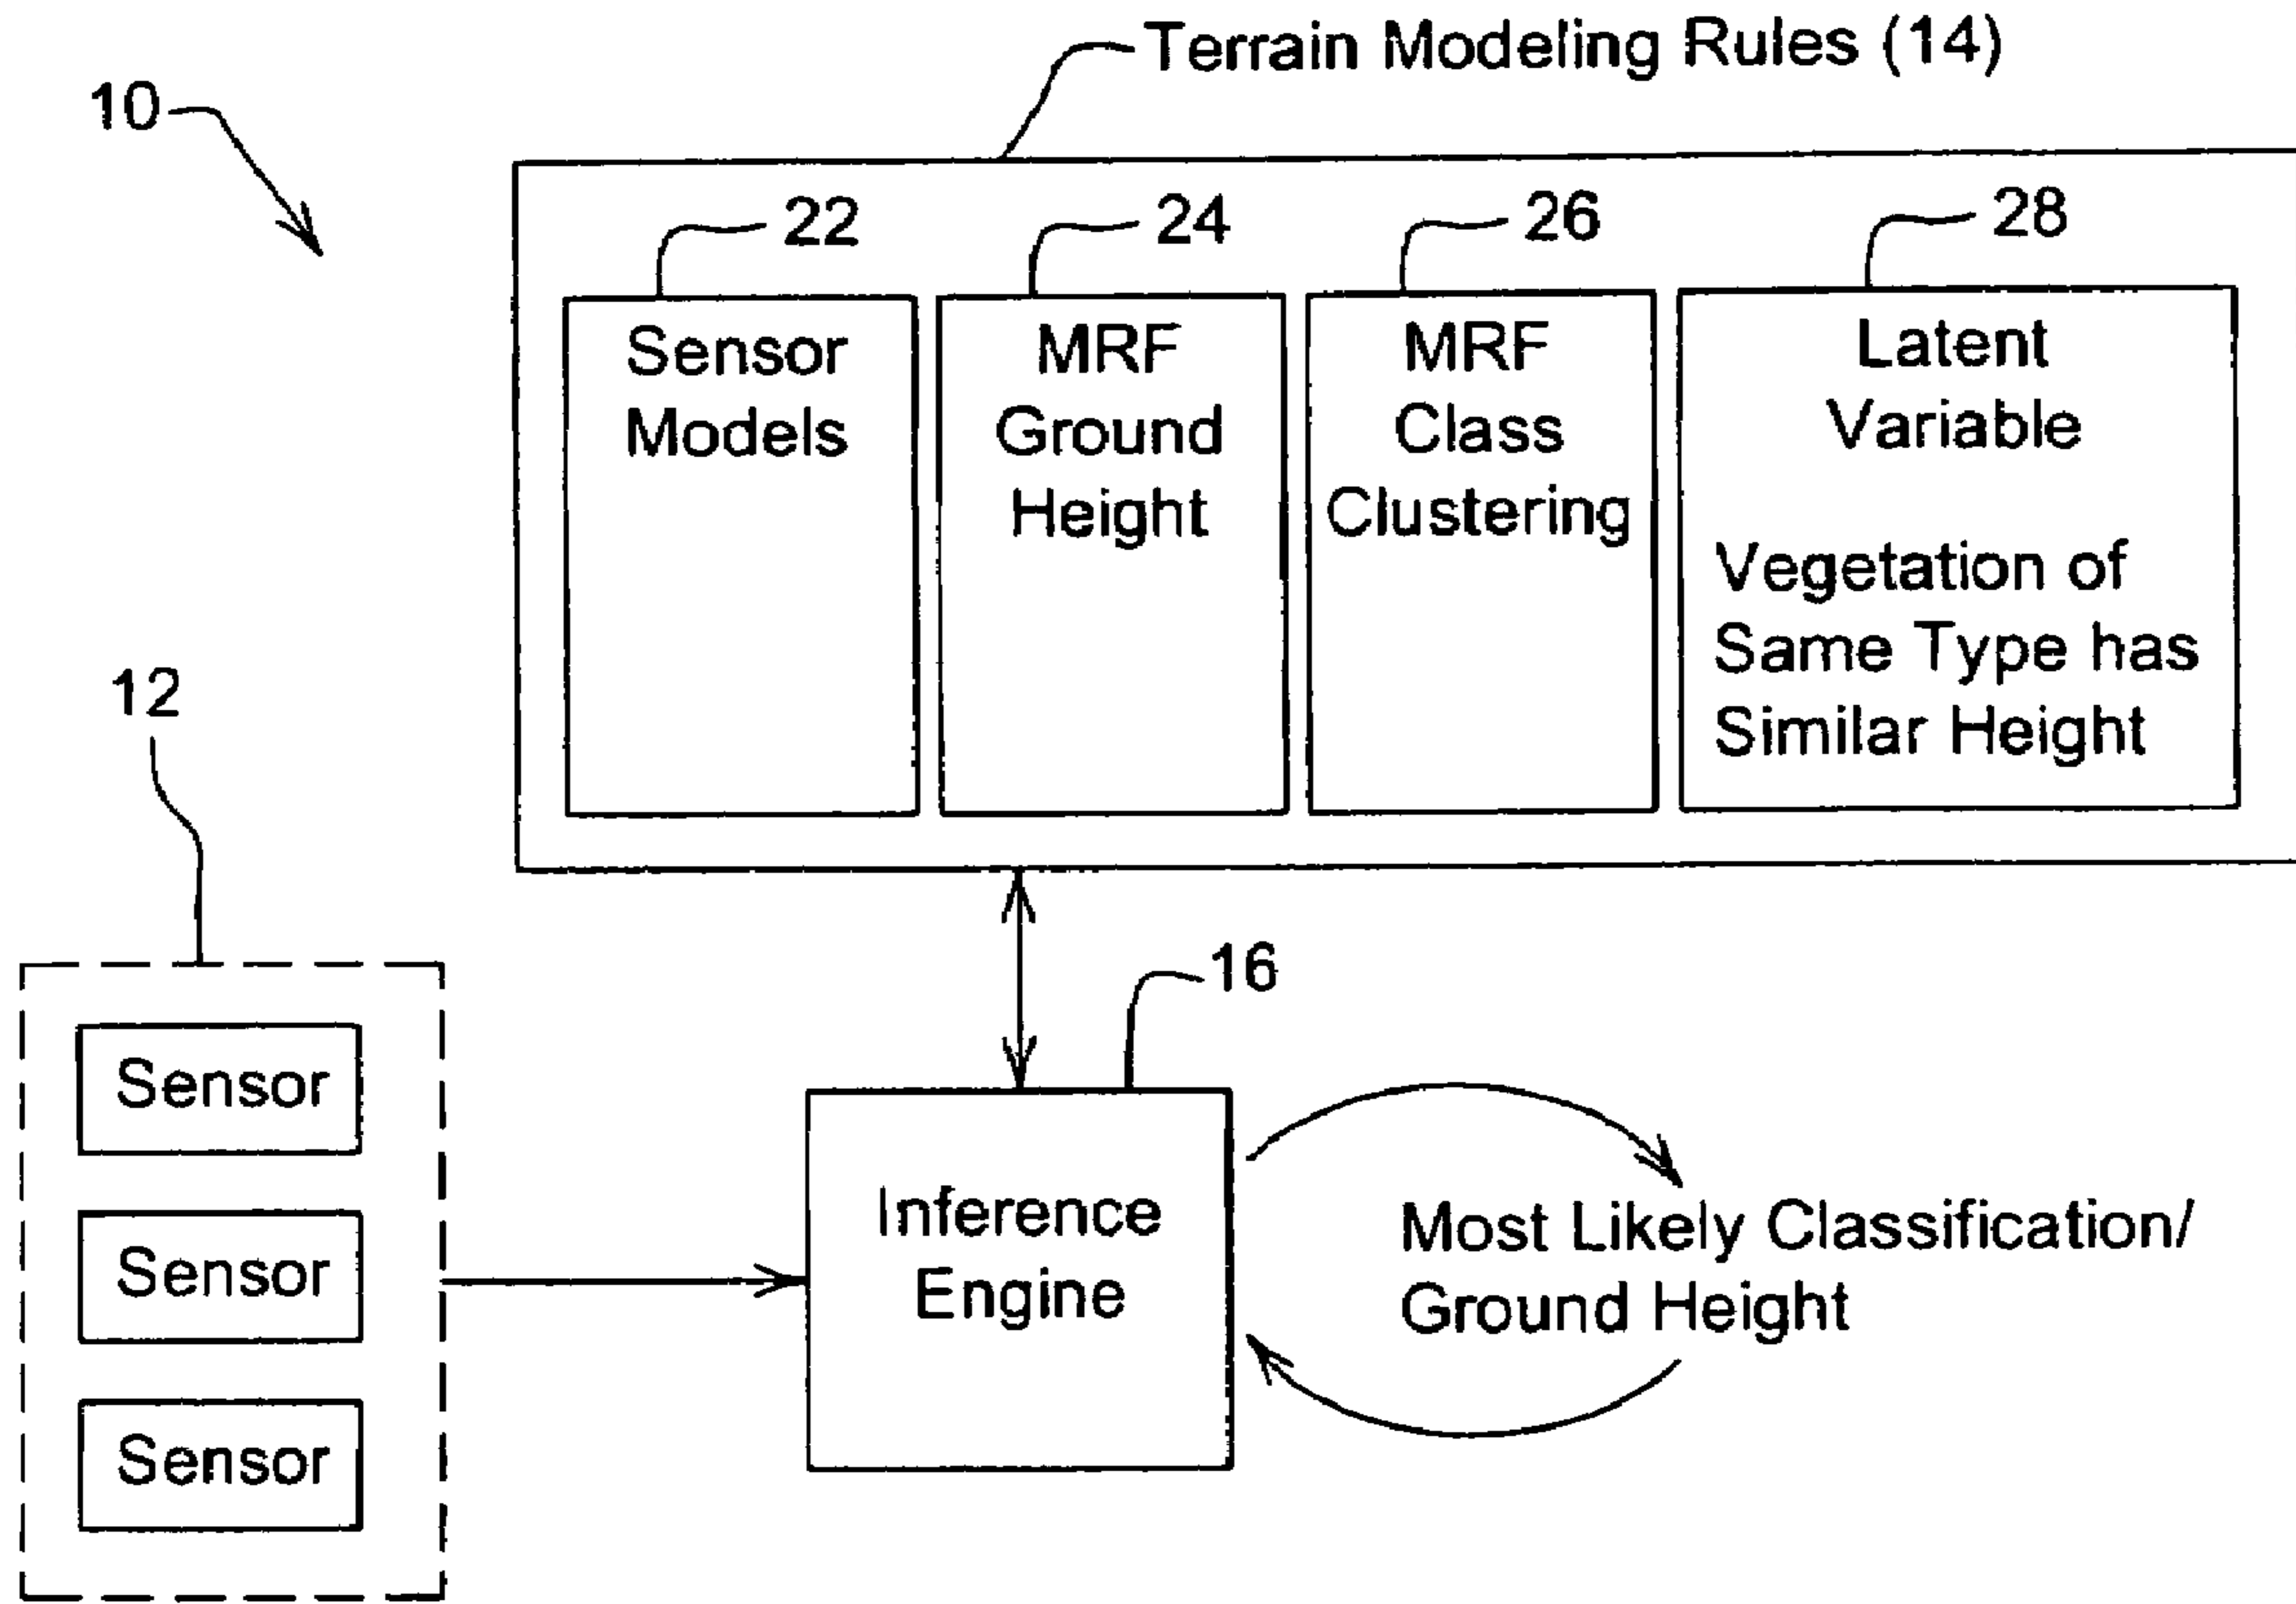 Terrain Modeling Rules (14)
10
22
24
26
28
Sensor
Models
MRF
Ground
Height
MRF
Class
Clustering
Latent
Variable
Vegetation of
Same Type has
Similar Height
12
16
Sensor
Sensor
Sensor
Inference
Engine
Most Likely Classification/
Ground Height